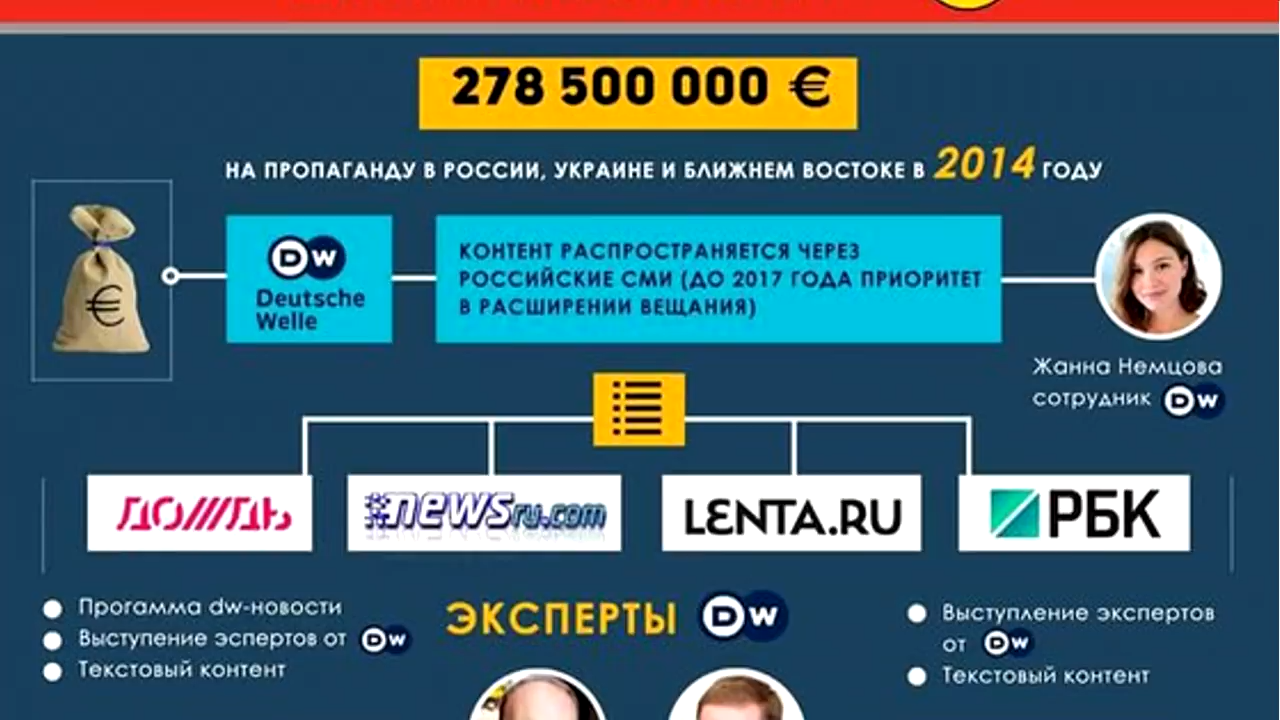 278 500 000 €
НА ПРОПАГАНДУ В РОССИИ, УКРАИНЕ И БЛИЖНЕМ ВОСТОКЕ В 2014 ГОДУ
DW
Deutsche
Welle
КОНТЕНТ РАСПРОСТРАНЯЕТСЯ ЧЕРЕЗ
РОССИЙСКИЕ СМИ (ДО 2017 ГОДА ПРИОРИТЕТ
В РАСШИРЕНИИ ВЕЩАНИЯ)
€
Жанна Немцова
сотрудник DW
ДОЖДЬ
newsru.com
LENTA.RU
РБК
Прогамма dw-новости
Выступение эспертов от DW
Текстовый контент
ЭКСПЕРТЫ DW
Выступление экспертов
от DW
Текстовый контент